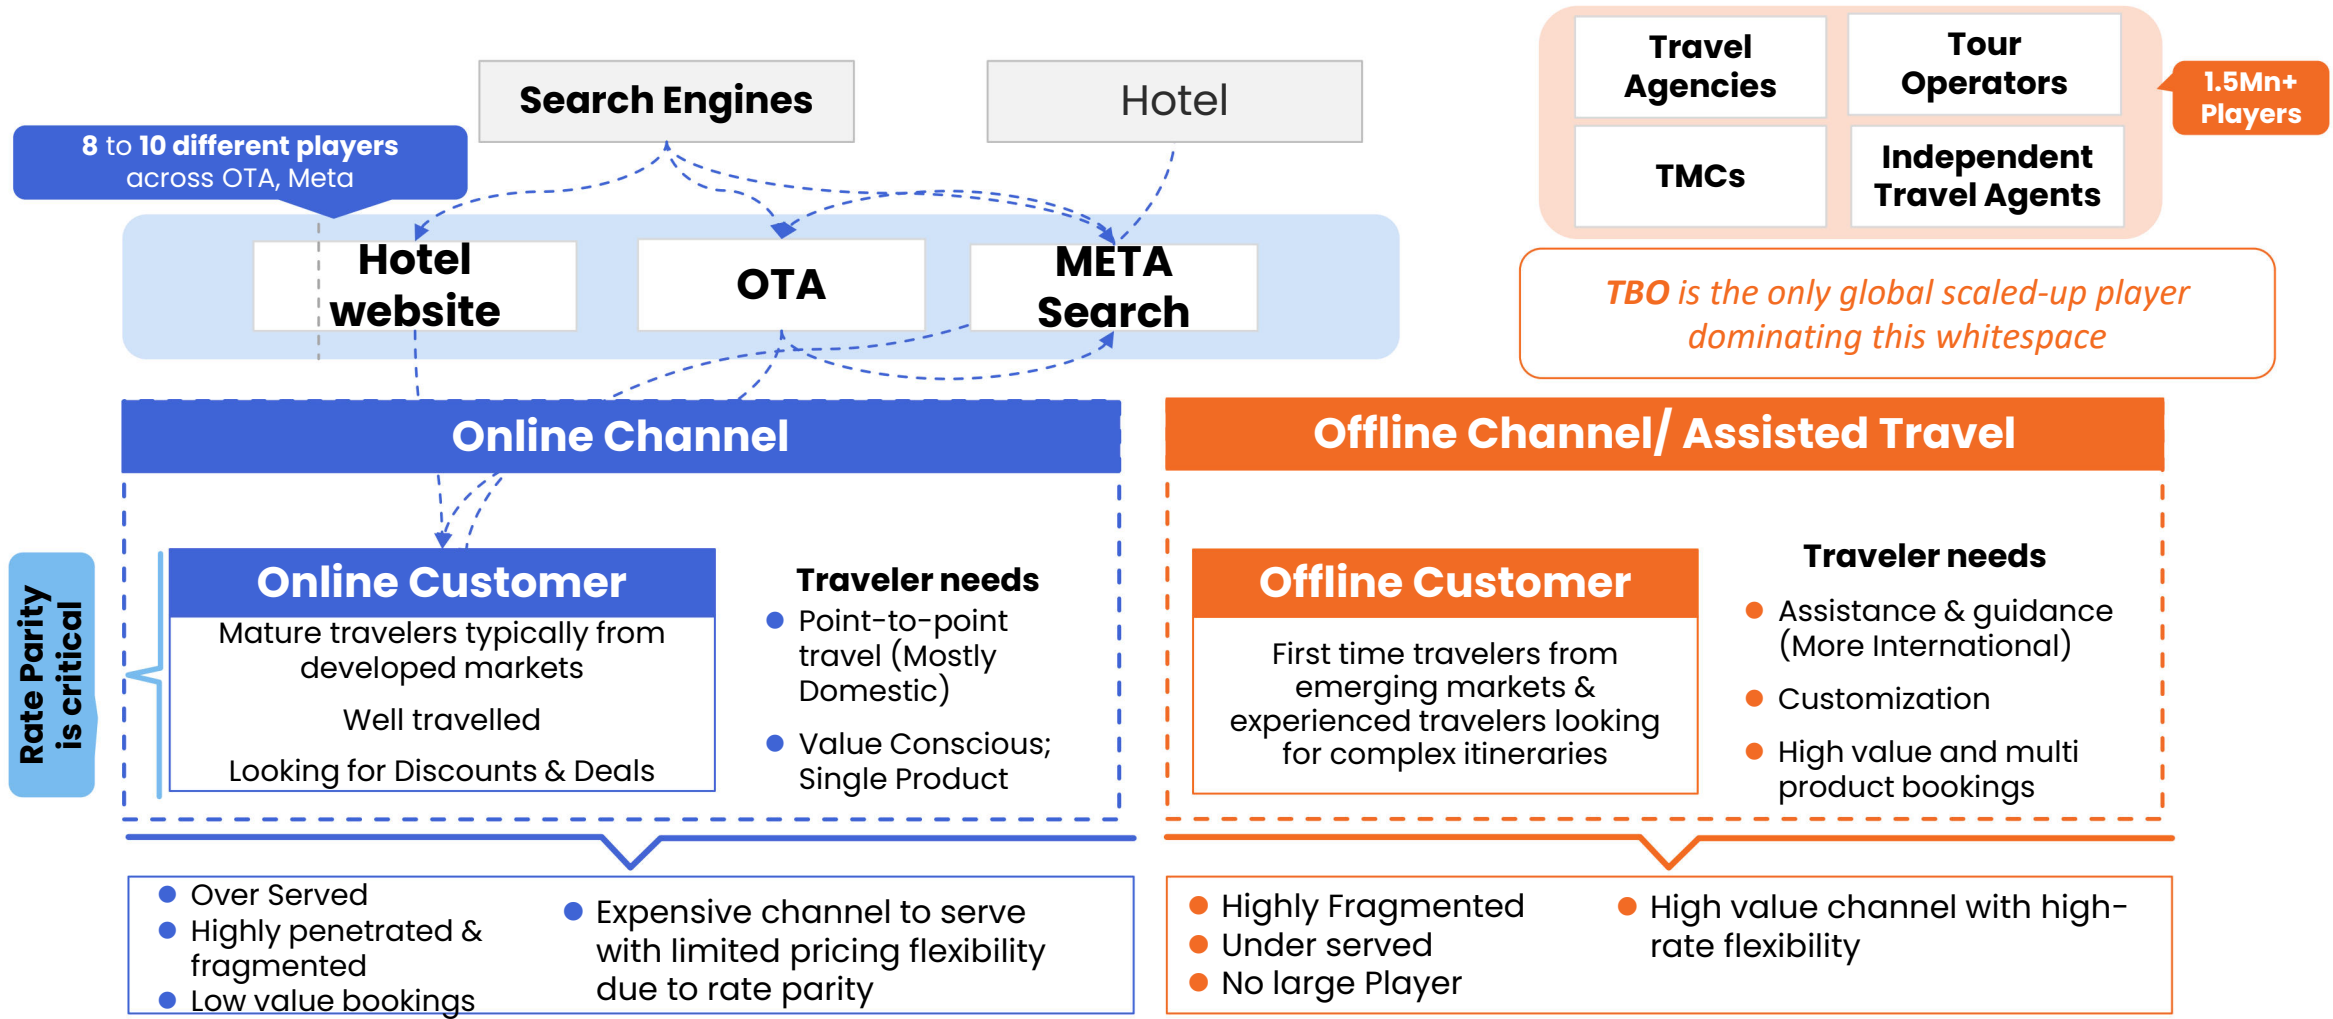 Search Engines
Hotel
8 to 10 different players
across OTA, Meta
Hotel
website
OTA
META
Search
Travel
Agencies
Tour
Operators
TMCs
Independent
Travel Agents
1.5Mn+
Players
TBO is the only global scaled-up player
dominating this whitespace
Online Channel
Rate Parity
is critical
Online Customer
Mature travelers typically from
developed markets
Well travelled
Looking for Discounts & Deals
Traveler needs
Point-to-point
travel (Mostly
Domestic)
Value Conscious;
Single Product
Over Served
Highly penetrated &
fragmented
Low value bookings
Expensive channel to serve
with limited pricing flexibility
due to rate parity
Offline Channel/ Assisted Travel
Offline Customer
First time travelers from
emerging markets &
experienced travelers looking
for complex itineraries
Traveler needs
Assistance & guidance
(More International)
Customization
High value and multi
product bookings
Highly Fragmented
Under served
No large Player
High value channel with high-
rate flexibility